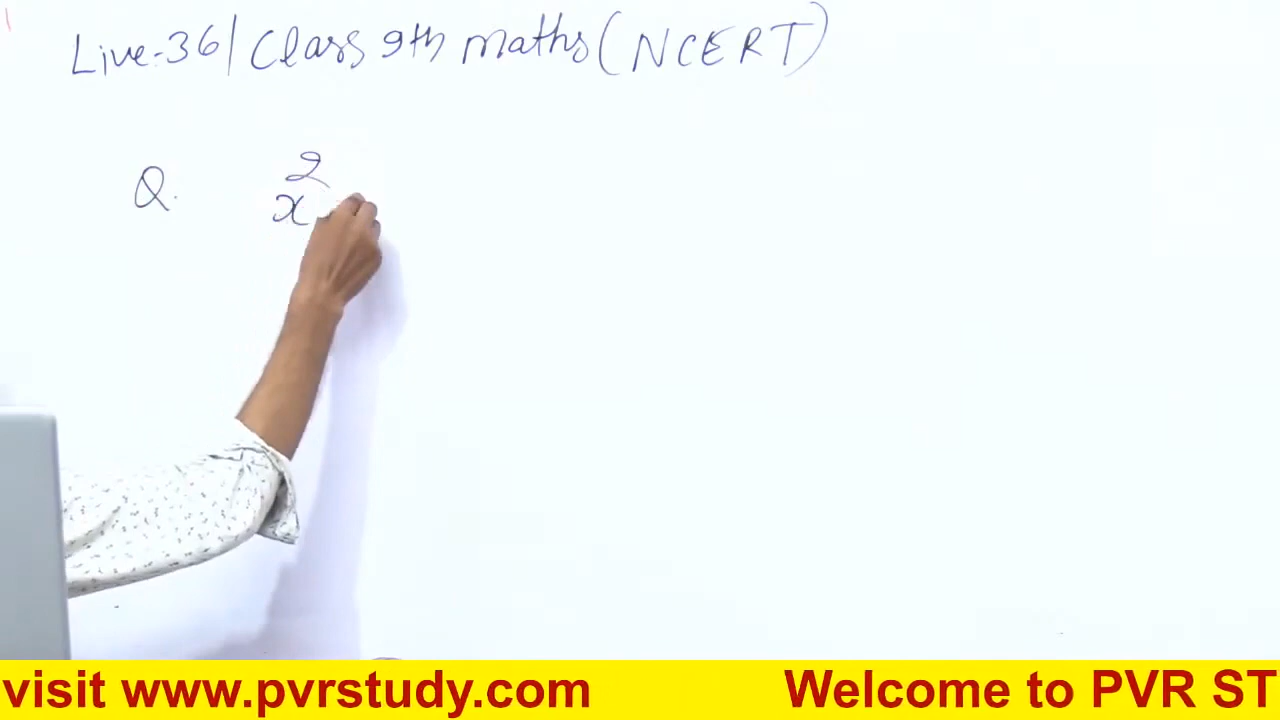 Live:-36 | Class 9th maths (NCERT)
Q. x²
visit www.pvrstudy.com Welcome to PVR ST